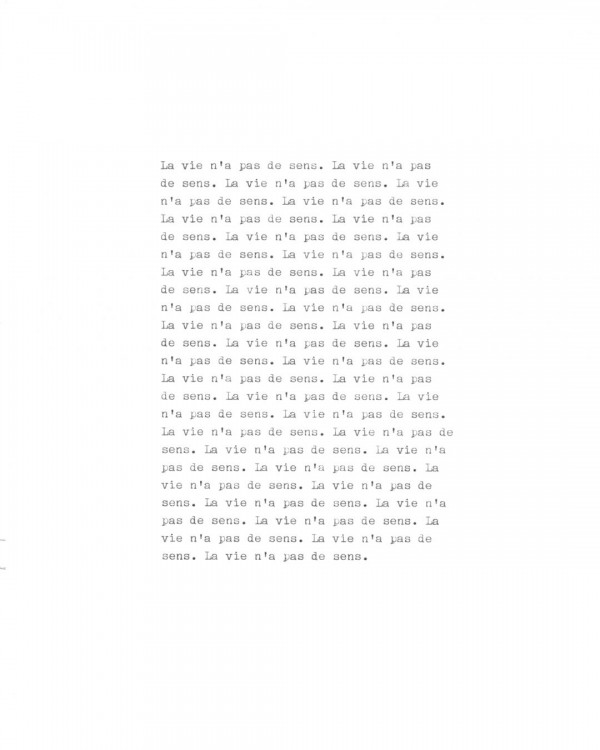 La vie n'a pas de sens. La vie n'a pas
de sens. La vie n'a pas de sens. La vie
n'a pas de sens. La vie n'a pas de sens.
La vie n'a pas de sens. La vie n'a pas
de sens. La vie n'a pas de sens. La vie
n'a pas de sens. La vie n'a pas de sens.
La vie n'a pas de sens. La vie n'a pas
de sens. La vie n'a pas de sens. La vie
n'a pas de sens. La vie n'a pas de sens.
La vie n'a pas de sens. La vie n'a pas
de sens. La vie n'a pas de sens. La vie
n'a pas de sens. La vie n'a pas de sens.
La vie n'a pas de sens. La vie n'a pas
de sens. La vie n'a pas de sens. La vie
n'a pas de sens. La vie n'a pas de sens.
La vie n'a pas de sens. La vie n'a pas de
sens. La vie n'a pas de sens. La vie n'a
pas de sens. La vie n'a pas de sens. La
vie n'a pas de sens. La vie n'a pas de
sens. La vie n'a pas de sens. La vie n'a
pas de sens. La vie n'a pas de sens. La
vie n'a pas de sens. La vie n'a pas de
sens. La vie n'a pas de sens.